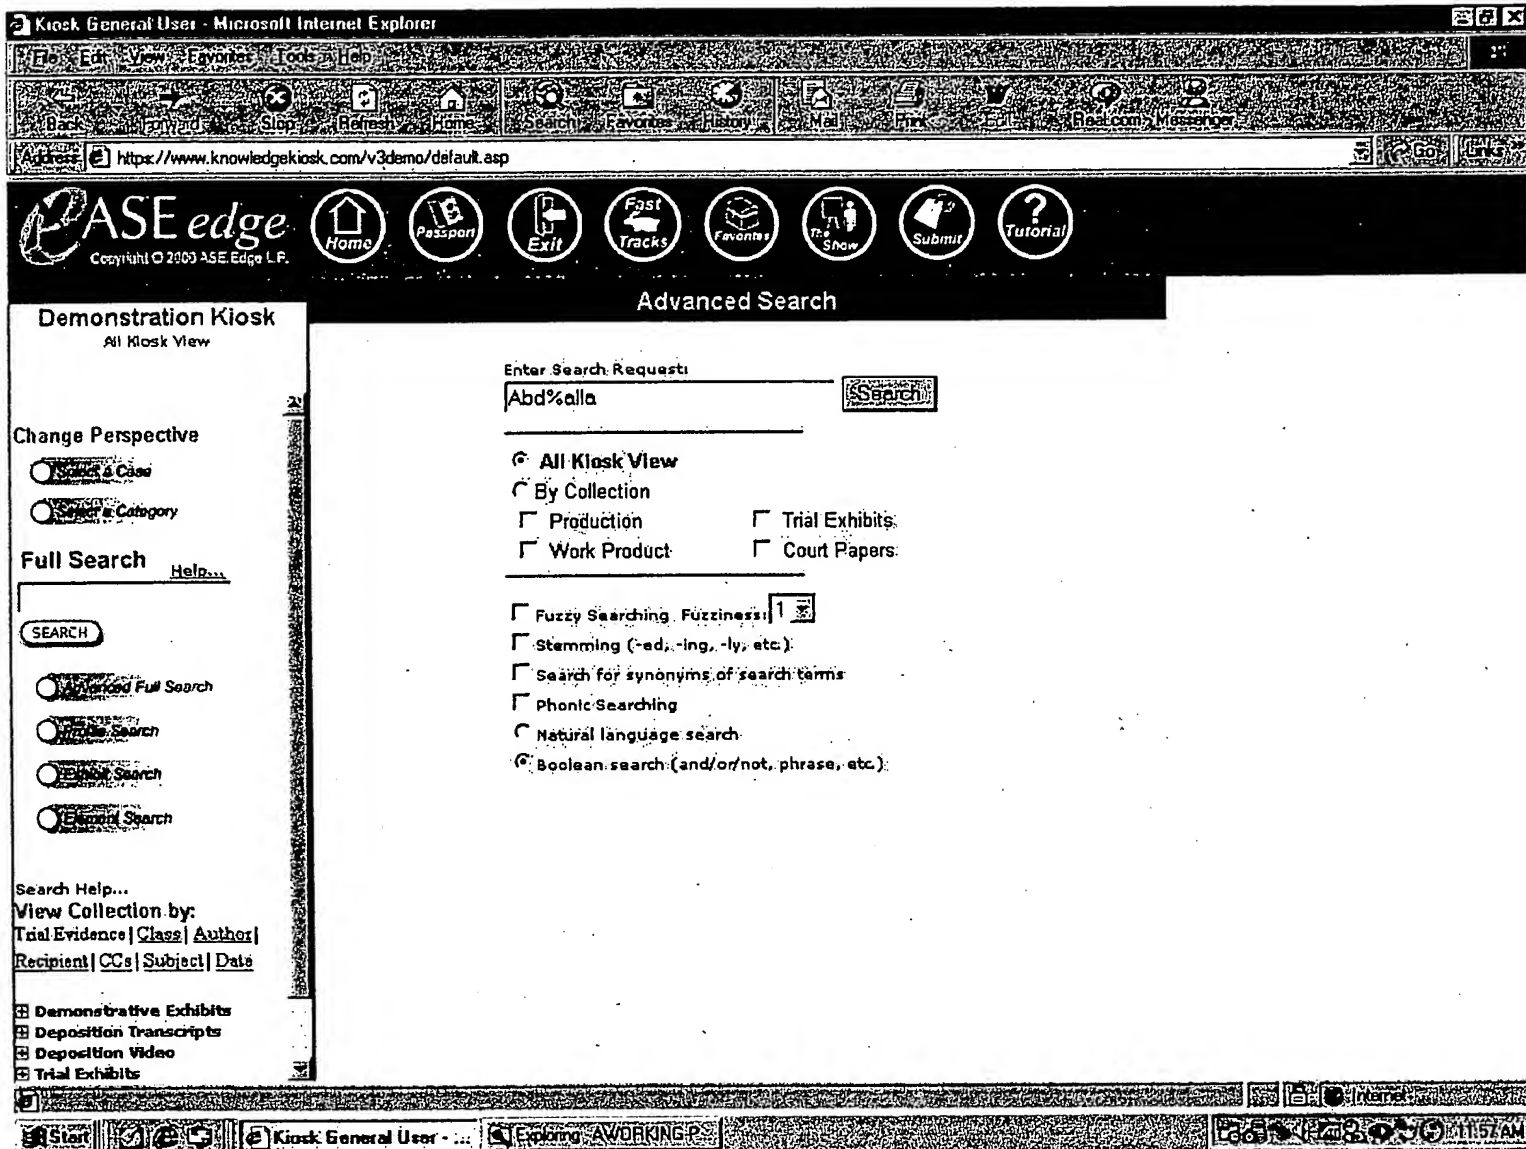 Kiosk General User - Microsoft Internet Explorer
File Edit View Favorites Tools Help
Back Forward Stop Refresh Home Search Favorites History Mail Print Edit Real.com Messenger
Address https://www.knowledgekiosk.com/v3demo/default.asp Go Links
eASE edge
Copyright © 2000 ASE Edge L.P.
Home
Passport
Exit
Fast Tracks
Favorites
The Show
Submit
Tutorial
Advanced Search
Demonstration Kiosk
All Kiosk View
Enter Search Request:
Abd%alla Search
Change Perspective
Select a Case
Select a Category
All Kiosk View
By Collection
Production Trial Exhibits
Work Product Court Papers
Full Search Help...
SEARCH
Fuzzy Searching Fuzziness: 1
Stemming (-ed, -ing, -ly, etc.)
Search for synonyms of search terms
Phonic Searching
Natural language search
Boolean search (and/or/not, phrase, etc.)
Advanced Full Search
Profile Search
Exhibit Search
Element Search
Search Help...
View Collection by:
Trial Evidence | Class | Author |
Recipient | CCs | Subject | Date
Demonstrative Exhibits
Deposition Transcripts
Deposition Video
Trial Exhibits
Internet
Start Kiosk General User - ... Exploring - AWORKING P... 11:57 AM